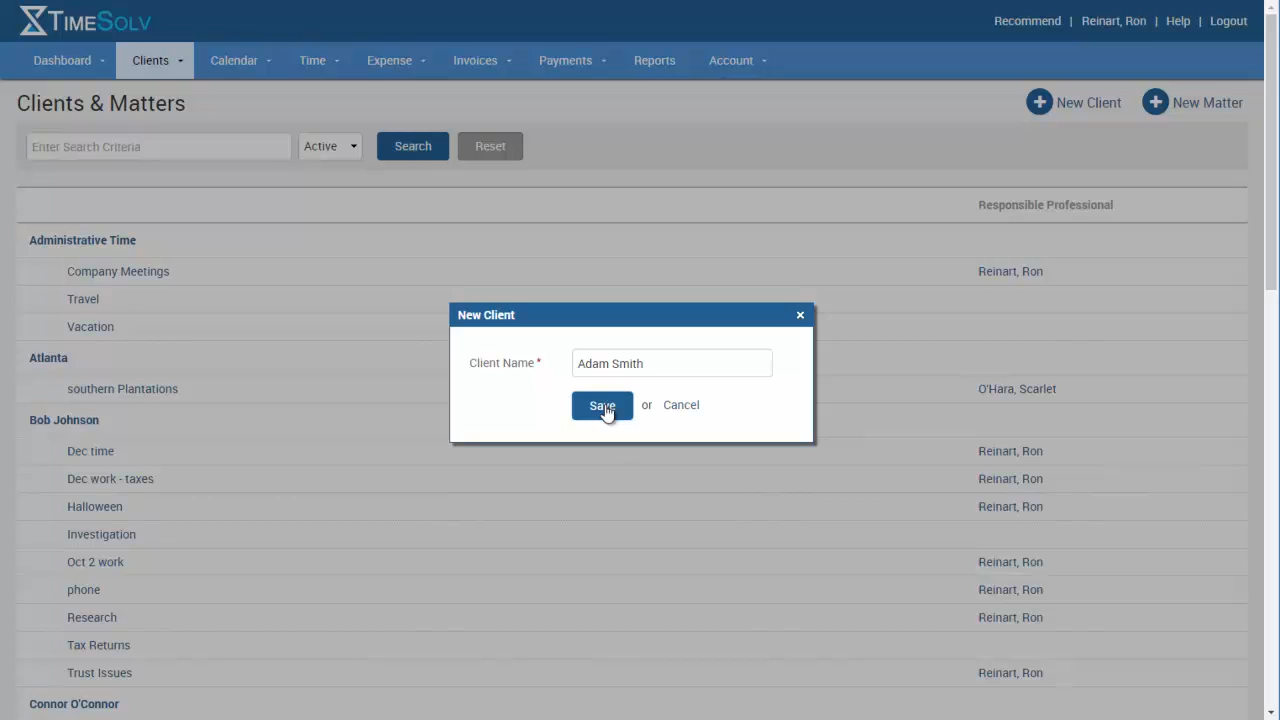 TIMESOLV
Recommend | Reinart, Ron | Help | Logout
Dashboard Clients Calendar Time Expense Invoices Payments Reports Account
Clients & Matters
New Client New Matter
Enter Search Criteria Active Search Reset
Responsible Professional
Administrative Time
Company Meetings Reinart, Ron
Travel
Vacation
New Client ×
Client Name * Adam Smith
Save or Cancel
Atlanta
southern Plantations O'Hara, Scarlet
Bob Johnson
Dec time Reinart, Ron
Dec work - taxes Reinart, Ron
Halloween Reinart, Ron
Investigation
Oct 2 work Reinart, Ron
phone Reinart, Ron
Research Reinart, Ron
Tax Returns
Trust Issues Reinart, Ron
Connor O'Connor